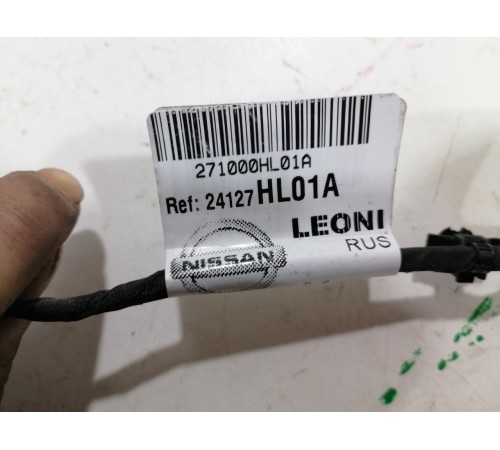 271000HL01A
Ref: 24127HL01A
LEONI
RUS
NISSAN